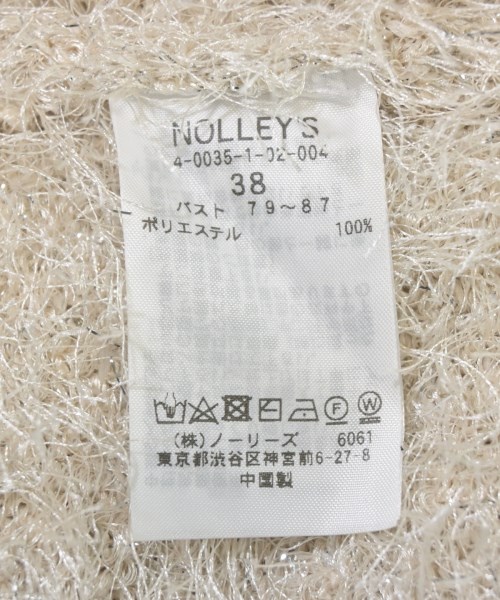 NOLLEY'S
4-0035-1-02-004
38
バスト 79～87
ポリエステル 100%
(株)ノーリーズ 6061
東京都渋谷区神宮前6-27-8
中国製